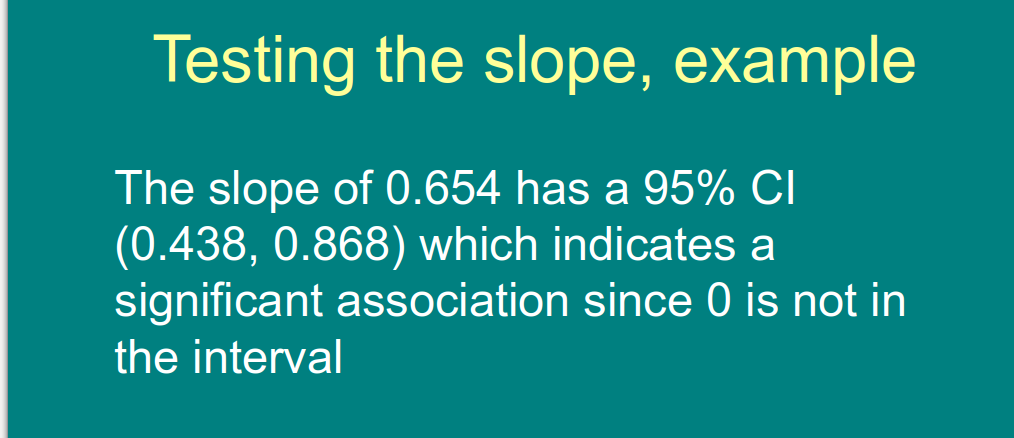 Testing the slope, example
The slope of 0.654 has a 95% CI
(0.438, 0.868) which indicates a
significant association since 0 is not in
the interval